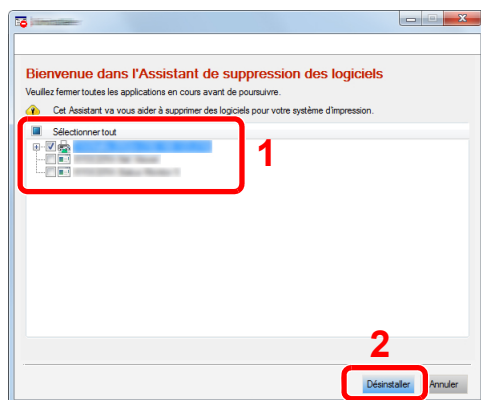 Bienvenue dans l'Assistant de suppression des logiciels
Veuillez fermer toutes les applications en cours avant de poursuivre.
Cet Assistant va vous aider à supprimer des logiciels pour votre système d'impression.
Sélectionner tout
1
2
Désinstaller
Annuler